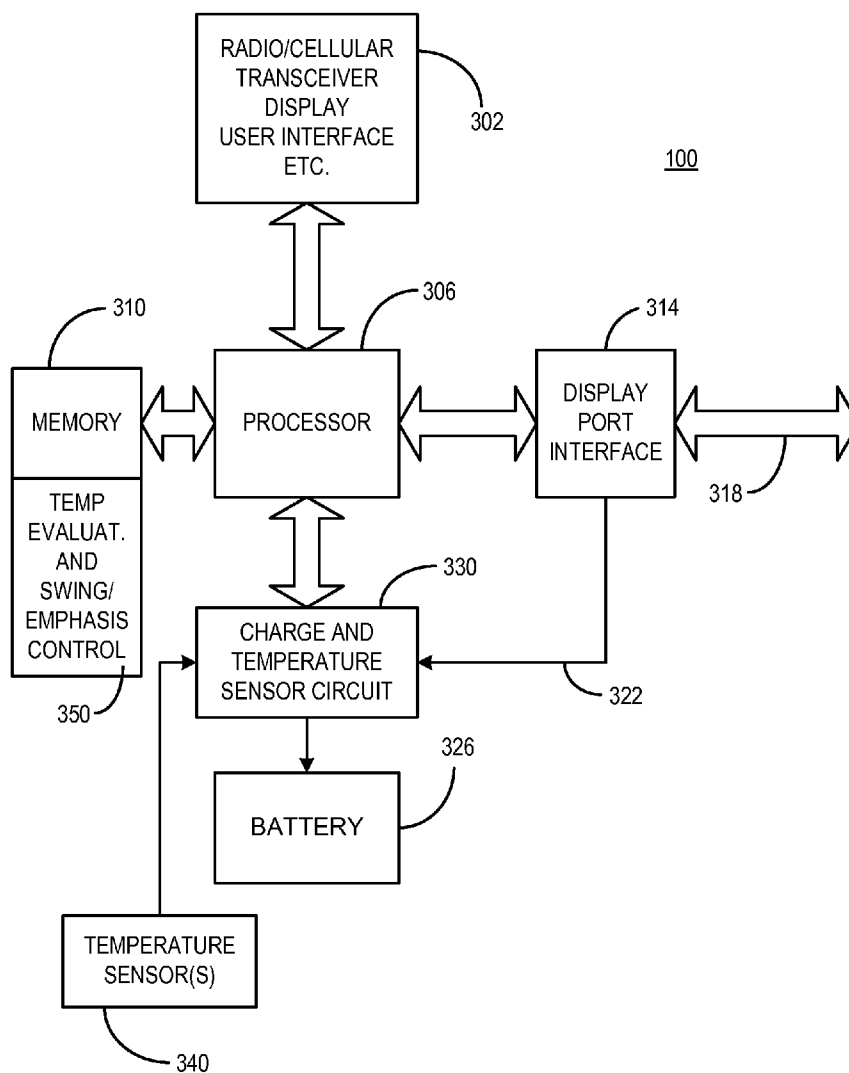 RADIO/CELLULAR
TRANSCEIVER
DISPLAY
USER INTERFACE
ETC.
302
100
310
306
314
MEMORY
PROCESSOR
DISPLAY
PORT
INTERFACE
318
TEMP
EVALUAT.
AND
SWING/
EMPHASIS
CONTROL
350
330
CHARGE AND
TEMPERATURE
SENSOR CIRCUIT
322
326
BATTERY
TEMPERATURE
SENSOR(S)
340